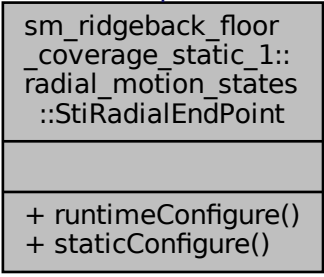 sm_ridgeback_floor
_coverage_static_1::
radial_motion_states
::StiRadialEndPoint
+ runtimeConfigure()
+ staticConfigure()